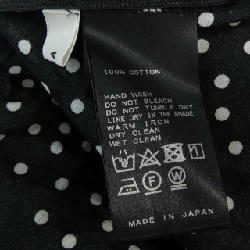 100% COTTON
HAND WASH
DO NOT BLEACH
DO NOT TUMBLE DRY
LINE DRY IN THE SHADE
WARM IRON
DRY CLEAN
WET CLEAN
MADE IN JAPAN